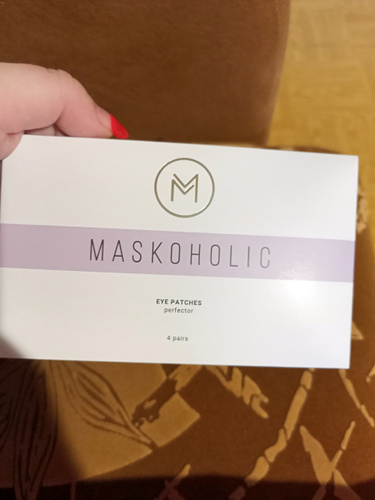 M
MASKOHOLIC
EYE PATCHES
perfector
4 pairs